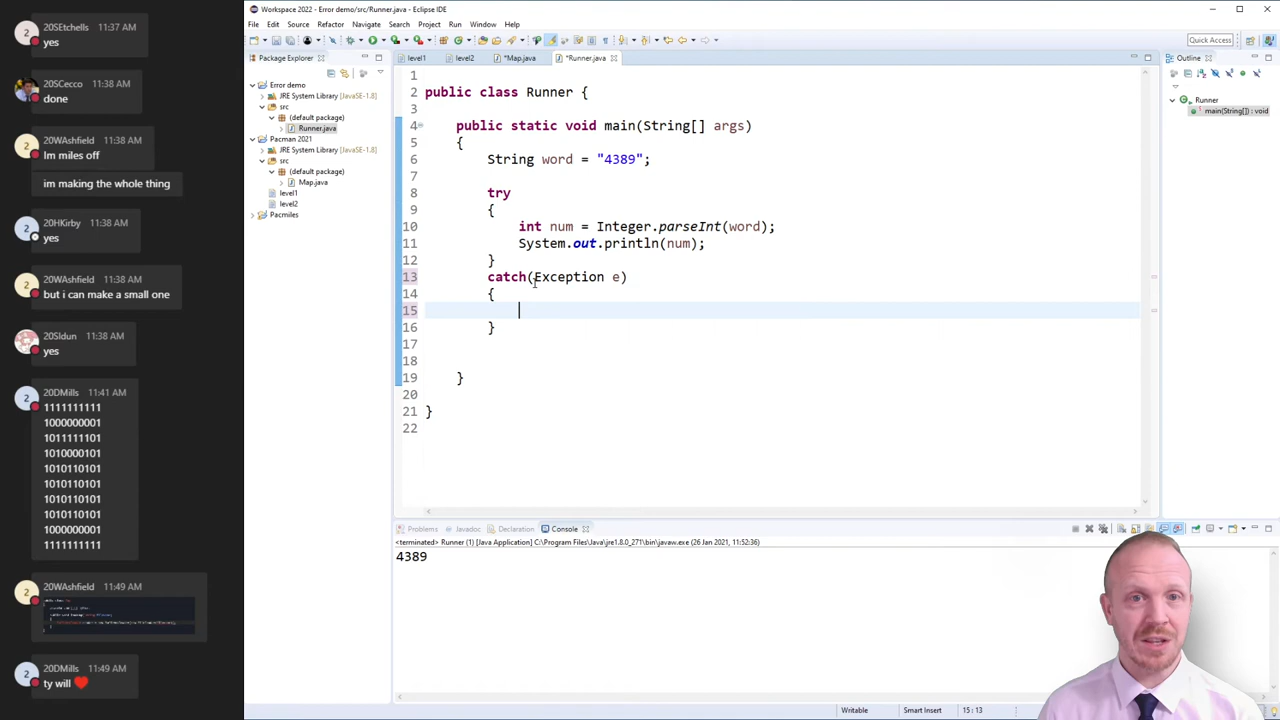 20SEtchells 11:37 AM
yes
20SCecco 11:38 AM
done
20WAshfield 11:38 AM
Im miles off
im making the whole thing
20HKirby 11:38 AM
yes
20WAshfield 11:38 AM
but i can make a small one
20SIdun 11:38 AM
yes
20DMills 11:41 AM
1111111111
1000000001
1011111101
1010000101
1010110101
1010110101
1010110101
1010110101
1000000001
1111111111
20WAshfield 11:49 AM
20DMills 11:49 AM
ty will ❤
Workspace 2022 - Error demo/src/Runner.java - Eclipse IDE
File Edit Source Refactor Navigate Search Project Run Window Help
Quick Access
Package Explorer
Error demo
JRE System Library [JavaSE-1.8]
src
(default package)
Runner.java
Pacman 2021
JRE System Library [JavaSE-1.8]
src
(default package)
Map.java
level1
level2
Pacmiles
level1 level2 *Map.java *Runner.java
1
2 public class Runner {
3
4 public static void main(String[] args)
5 {
6 String word = "4389";
7
8 try
9 {
10 int num = Integer.parseInt(word);
11 System.out.println(num);
12 }
13 catch(Exception e)
14 {
15
16 }
17
18
19 }
20
21 }
22
Outline
Runner
main(String[]) : void
Problems Javadoc Declaration Console
<terminated> Runner (1) [Java Application] C:\Program Files\Java\jre1.8.0_271\bin\javaw.exe (26 Jan 2021, 11:52:36)
4389
Writable Smart Insert 15 : 13